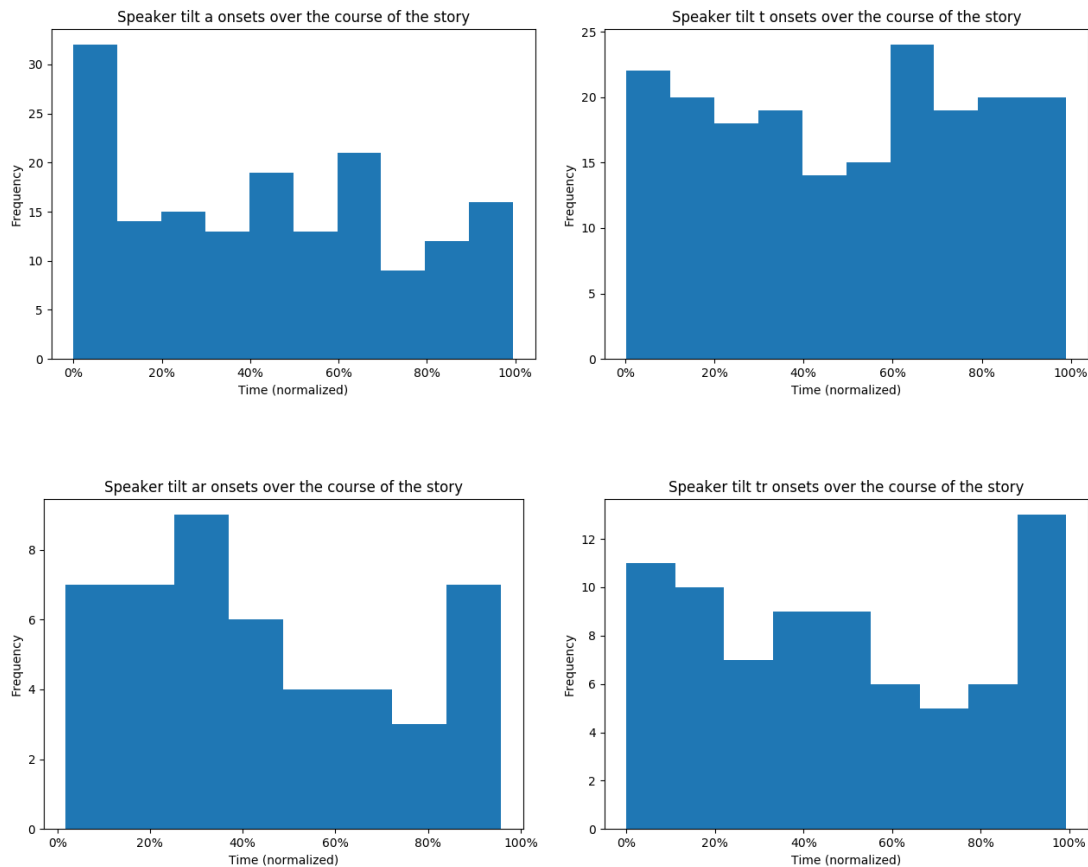 Speaker tilt a onsets over the course of the story
30
25
20
15
10
5
0
Frequency
0% 20% 40% 60% 80% 100%
Time (normalized)
Speaker tilt t onsets over the course of the story
25
20
15
10
5
0
Frequency
0% 20% 40% 60% 80% 100%
Time (normalized)
Speaker tilt ar onsets over the course of the story
8
6
4
2
0
Frequency
0% 20% 40% 60% 80% 100%
Time (normalized)
Speaker tilt tr onsets over the course of the story
12
10
8
6
4
2
0
Frequency
0% 20% 40% 60% 80% 100%
Time (normalized)